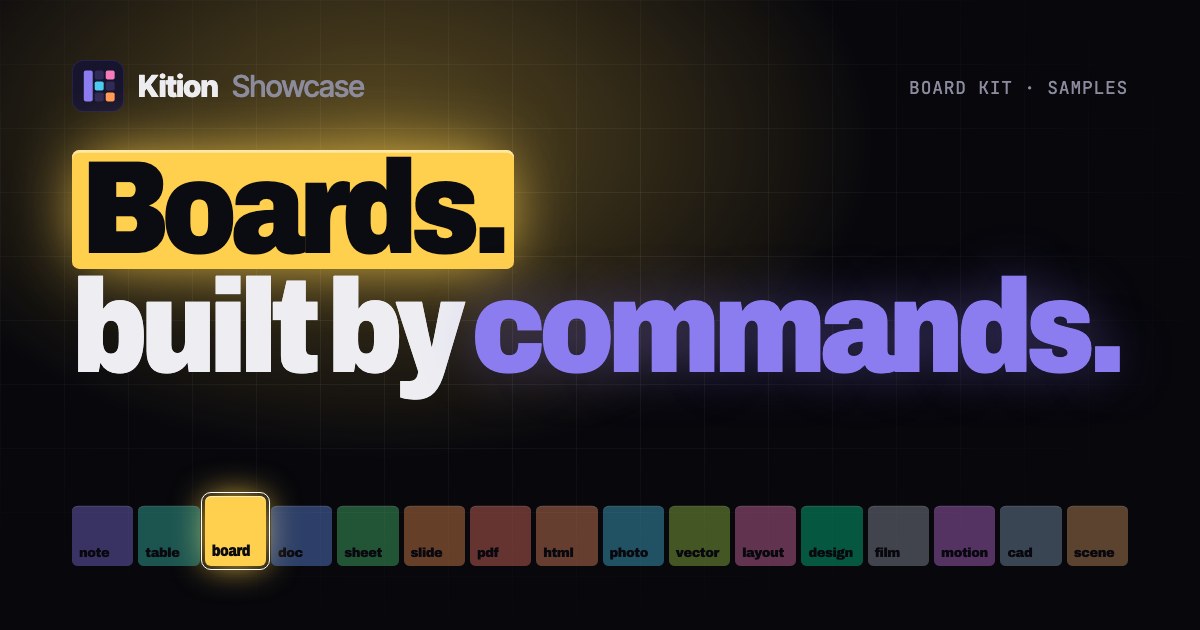 Kition Showcase
BOARD KIT · SAMPLES
Boards.
built by commands.
note table board doc sheet slide pdf html photo vector layout design film motion cad scene